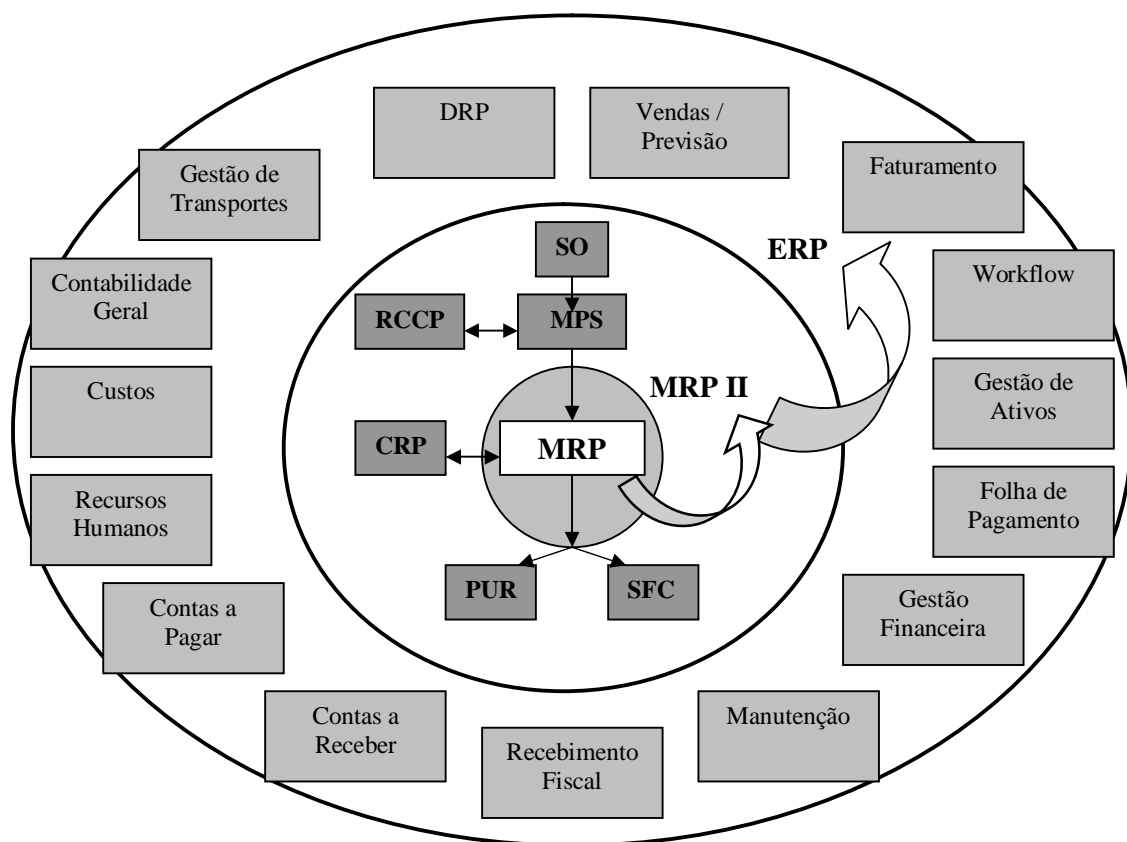 DRP
Vendas /
Previsão
Gestão de
Transportes
Faturamento
SO
ERP
Contabilidade
Geral
Workflow
RCCP
MPS
Custos
MRP II
Gestão de
Ativos
CRP
MRP
Recursos
Humanos
Folha de
Pagamento
PUR
SFC
Contas a
Pagar
Gestão
Financeira
Contas a
Receber
Recebimento
Fiscal
Manutenção